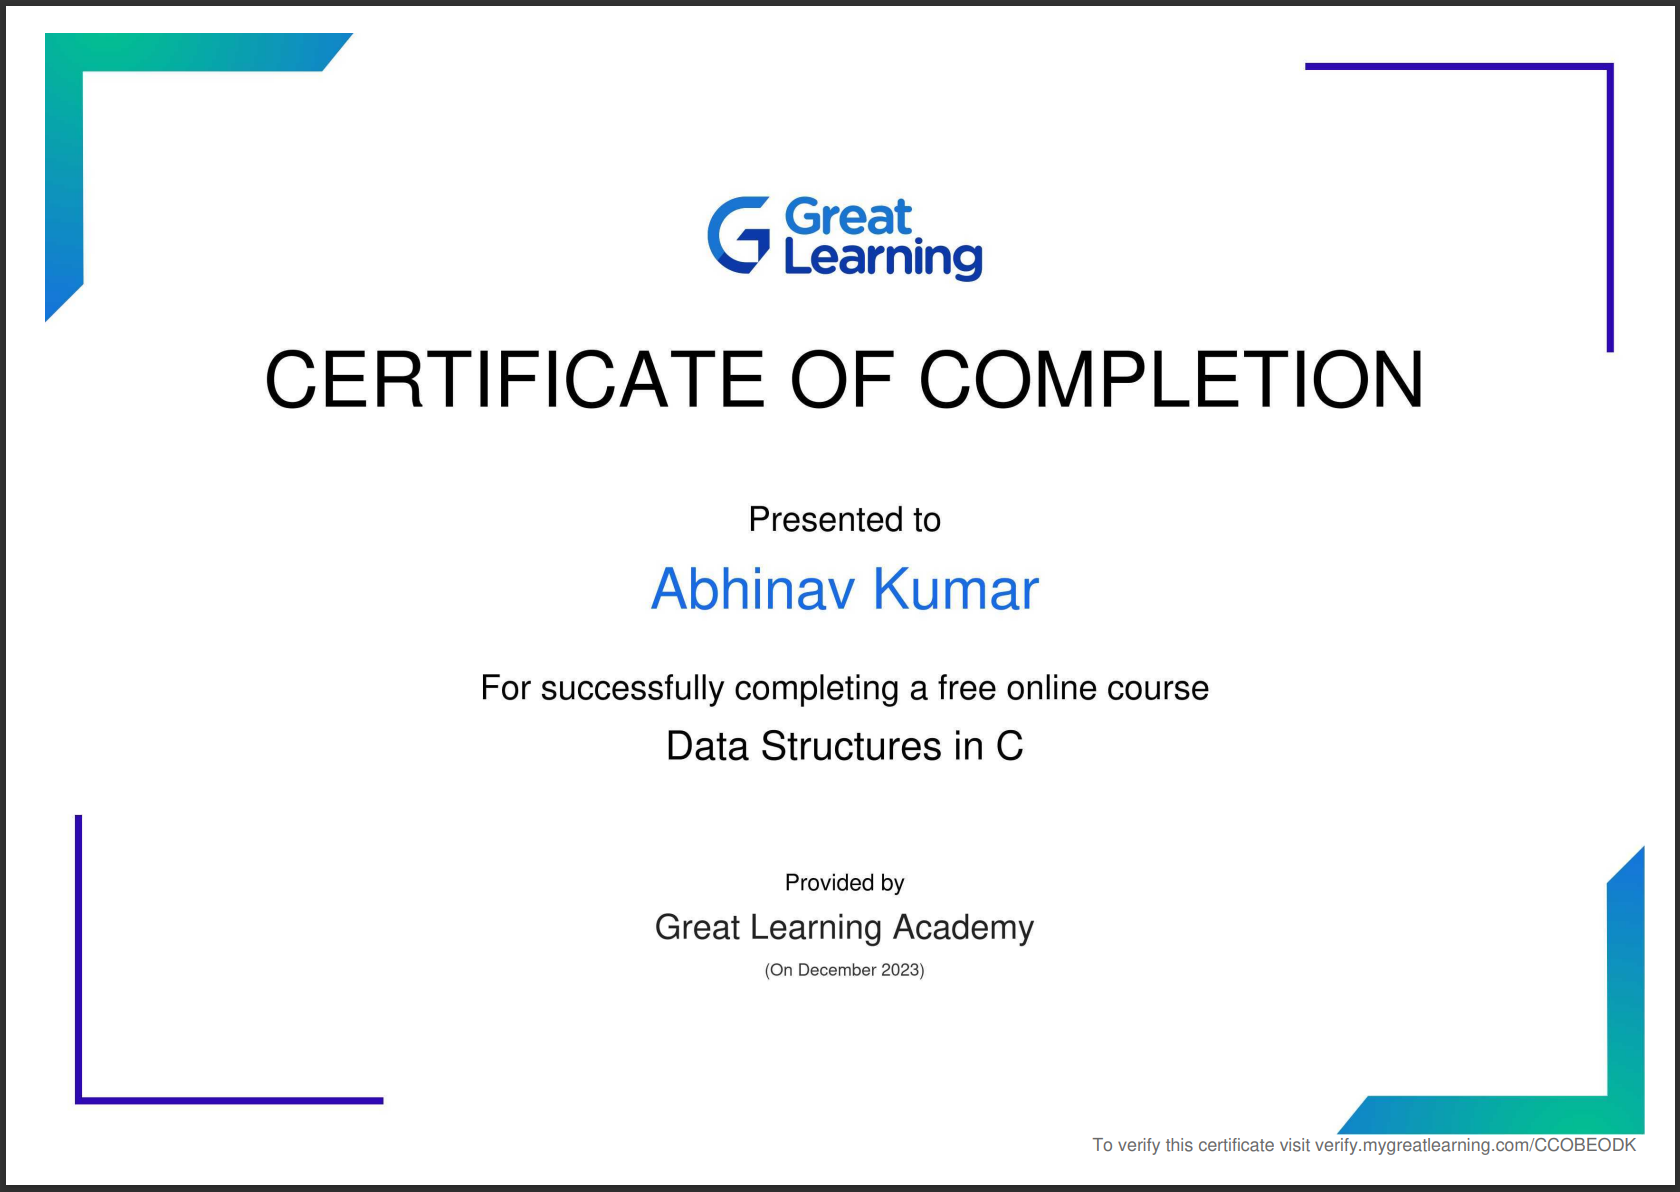 Great
Learning
CERTIFICATE OF COMPLETION
Presented to
Abhinav Kumar
For successfully completing a free online course
Data Structures in C
Provided by
Great Learning Academy
(On December 2023)
To verify this certificate visit verify.mygreatlearning.com/CCOBEODK